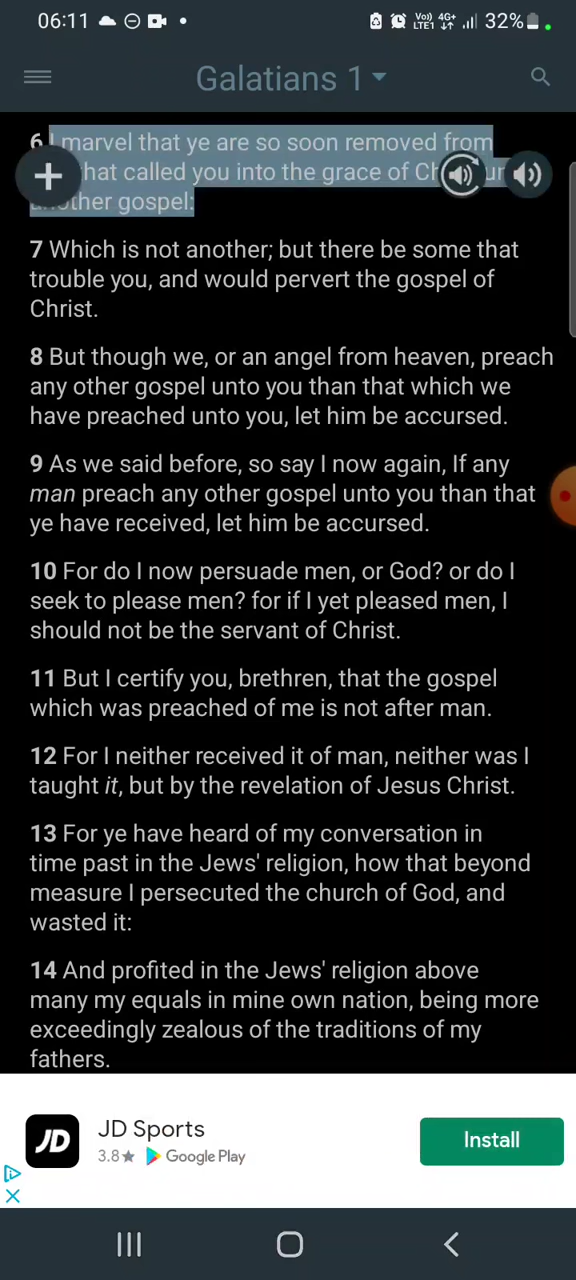 06:11 Vo) LTE1 4G+ 32%
Galatians 1
6 I marvel that ye are so soon removed from
hat called you into the grace of Ch un
another gospel:
7 Which is not another; but there be some that
trouble you, and would pervert the gospel of
Christ.
8 But though we, or an angel from heaven, preach
any other gospel unto you than that which we
have preached unto you, let him be accursed.
9 As we said before, so say I now again, If any
man preach any other gospel unto you than that
ye have received, let him be accursed.
10 For do I now persuade men, or God? or do I
seek to please men? for if I yet pleased men, I
should not be the servant of Christ.
11 But I certify you, brethren, that the gospel
which was preached of me is not after man.
12 For I neither received it of man, neither was I
taught it, but by the revelation of Jesus Christ.
13 For ye have heard of my conversation in
time past in the Jews' religion, how that beyond
measure I persecuted the church of God, and
wasted it:
14 And profited in the Jews' religion above
many my equals in mine own nation, being more
exceedingly zealous of the traditions of my
fathers.
JD
JD Sports
3.8★ Google Play
Install